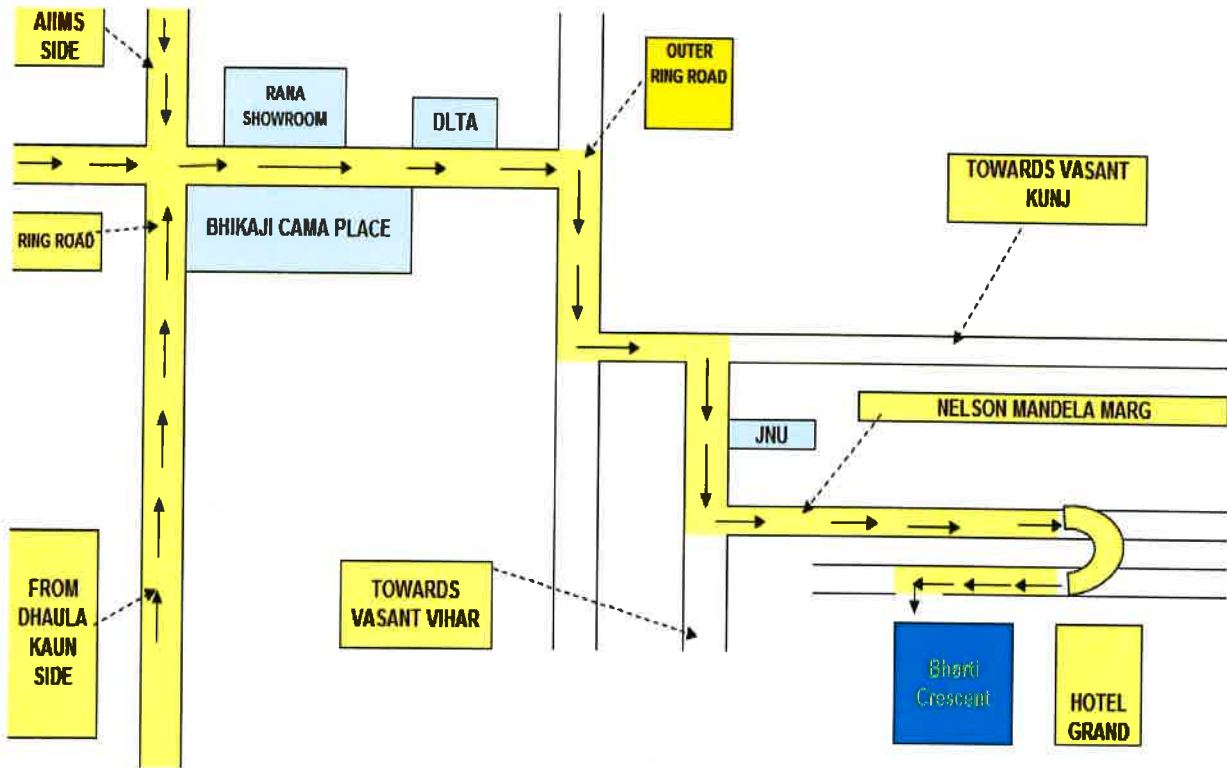 AIIMS
SIDE
RANA
SHOWROOM
DLTA
OUTER
RING ROAD
TOWARDS VASANT
KUNJ
RING ROAD
BHIKAJI CAMA PLACE
NELSON MANDELA MARG
JNU
FROM
DHAULA
KAUN
SIDE
TOWARDS
VASANT VIHAR
Bharti
Crescent
HOTEL
GRAND